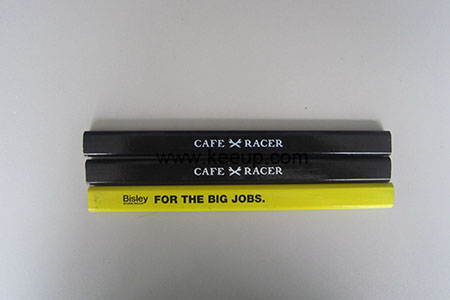 CAFE RACER
www.keeup.com
CAFE RACER
Bisley FOR THE BIG JOBS.